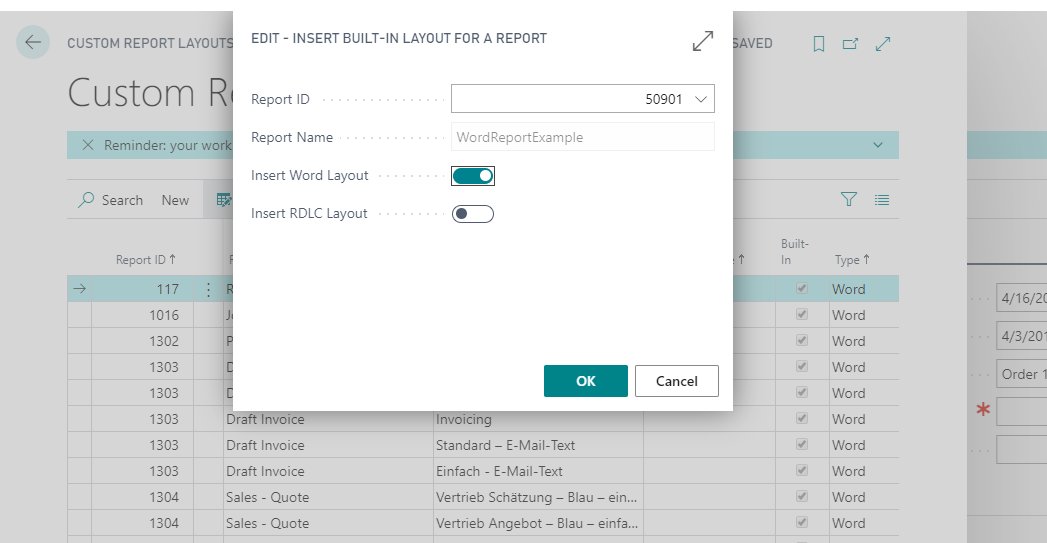 CUSTOM REPORT LAYOUTS
SAVED
Custom
Reminder: your work
Search New
EDIT - INSERT BUILT-IN LAYOUT FOR A REPORT
Report ID 50901
Report Name WordReportExample
Insert Word Layout
Insert RDLC Layout
OK Cancel
Report ID ↑ Built-In Type ↑
117 Word
1016 Word
1302 Word
1303 Word
1303 Word
1303 Draft Invoice Invoicing Word
1303 Draft Invoice Standard – E-Mail-Text Word
1303 Draft Invoice Einfach - E-Mail-Text Word
1304 Sales - Quote Vertrieb Schätzung – Blau – ein... Word
1304 Sales - Quote Vertrieb Angebot – Blau – einfa... Word
4/16/20
4/3/201
Order 1